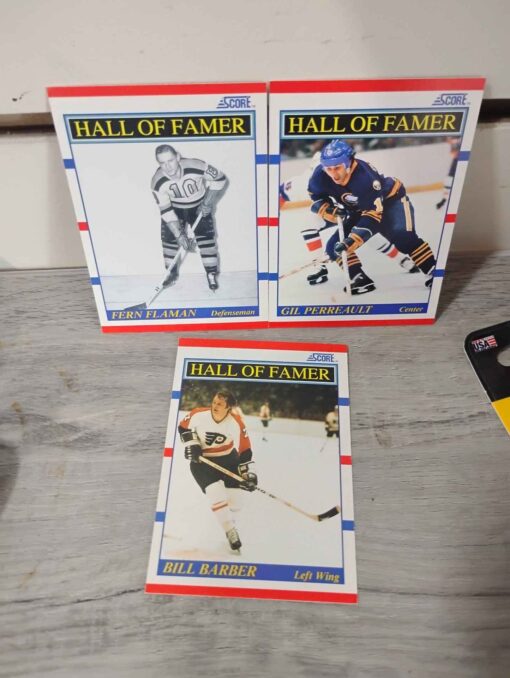 SCORE
HALL OF FAMER
10
FERN FLAMAN Defenseman
SCORE
HALL OF FAMER
GIL PERREAULT Center
SCORE
HALL OF FAMER
BILL BARBER Left Wing